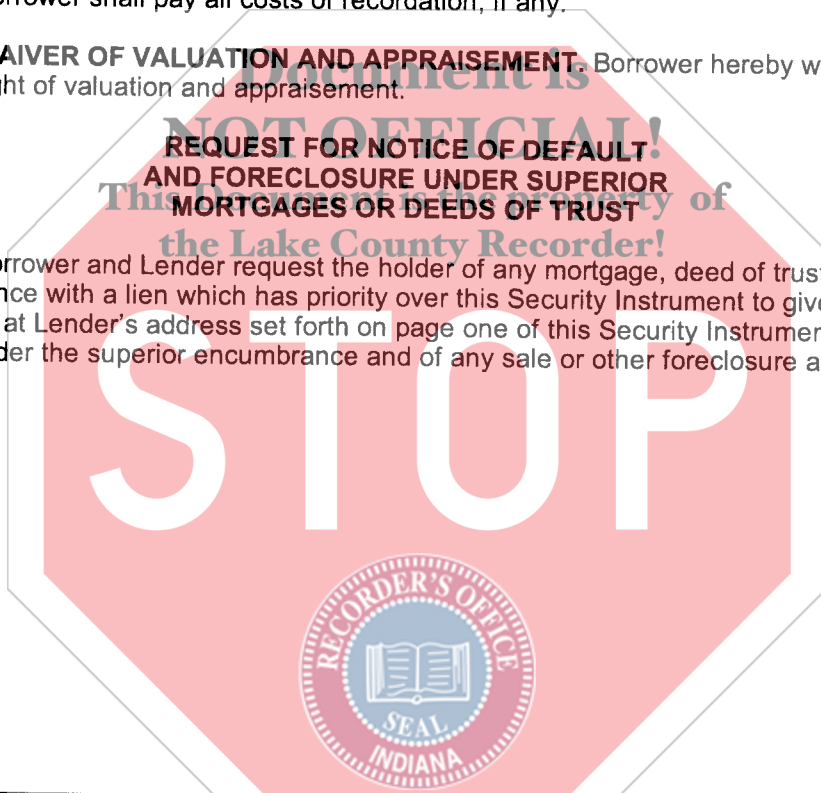 orrower shall pay all costs of recordation, if any.
AIVER OF VALUATION AND APPRAISEMENT. Borrower hereby w
ht of valuation and appraisement.
Document is
NOT OFFICIAL!
This Document is the property of
the Lake County Recorder!
REQUEST FOR NOTICE OF DEFAULT
AND FORECLOSURE UNDER SUPERIOR
MORTGAGES OR DEEDS OF TRUST
orrower and Lender request the holder of any mortgage, deed of trus
nce with a lien which has priority over this Security Instrument to give
at Lender's address set forth on page one of this Security Instrumen
der the superior encumbrance and of any sale or other foreclosure a
STOP
RECORDER'S OFFICE
SEAL
INDIANA